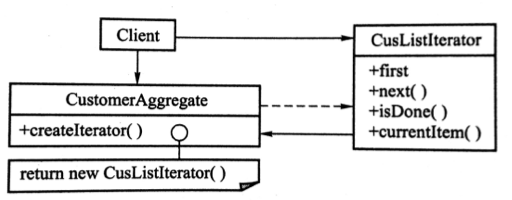 Client
CusListIterator
+first
+next( )
+isDone( )
+currentItem( )
CustomerAggregate
+createIterator( )
return new CusListIterator( )